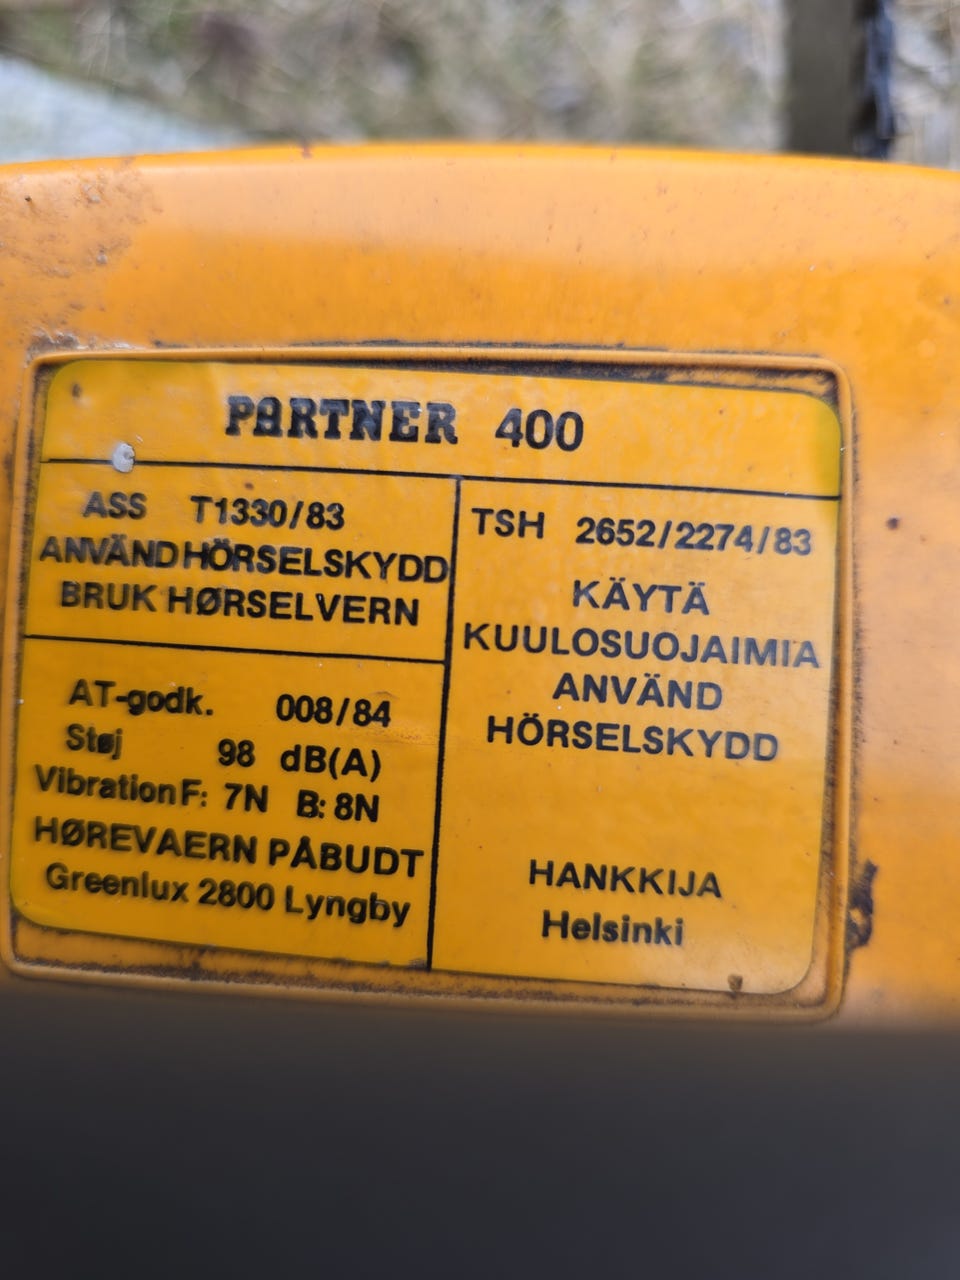 PARTNER 400
ASS T1330/83
ANVÄND HÖRSELSKYDD
BRUK HØRSELVERN
AT-godk. 008/84
Støj 98 dB(A)
Vibration F: 7N B: 8N
HØREVAERN PÅBUDT
Greenlux 2800 Lyngby
TSH 2652/2274/83
KÄYTÄ
KUULOSUOJAIMIA
ANVÄND
HÖRSELSKYDD
HANKKIJA
Helsinki